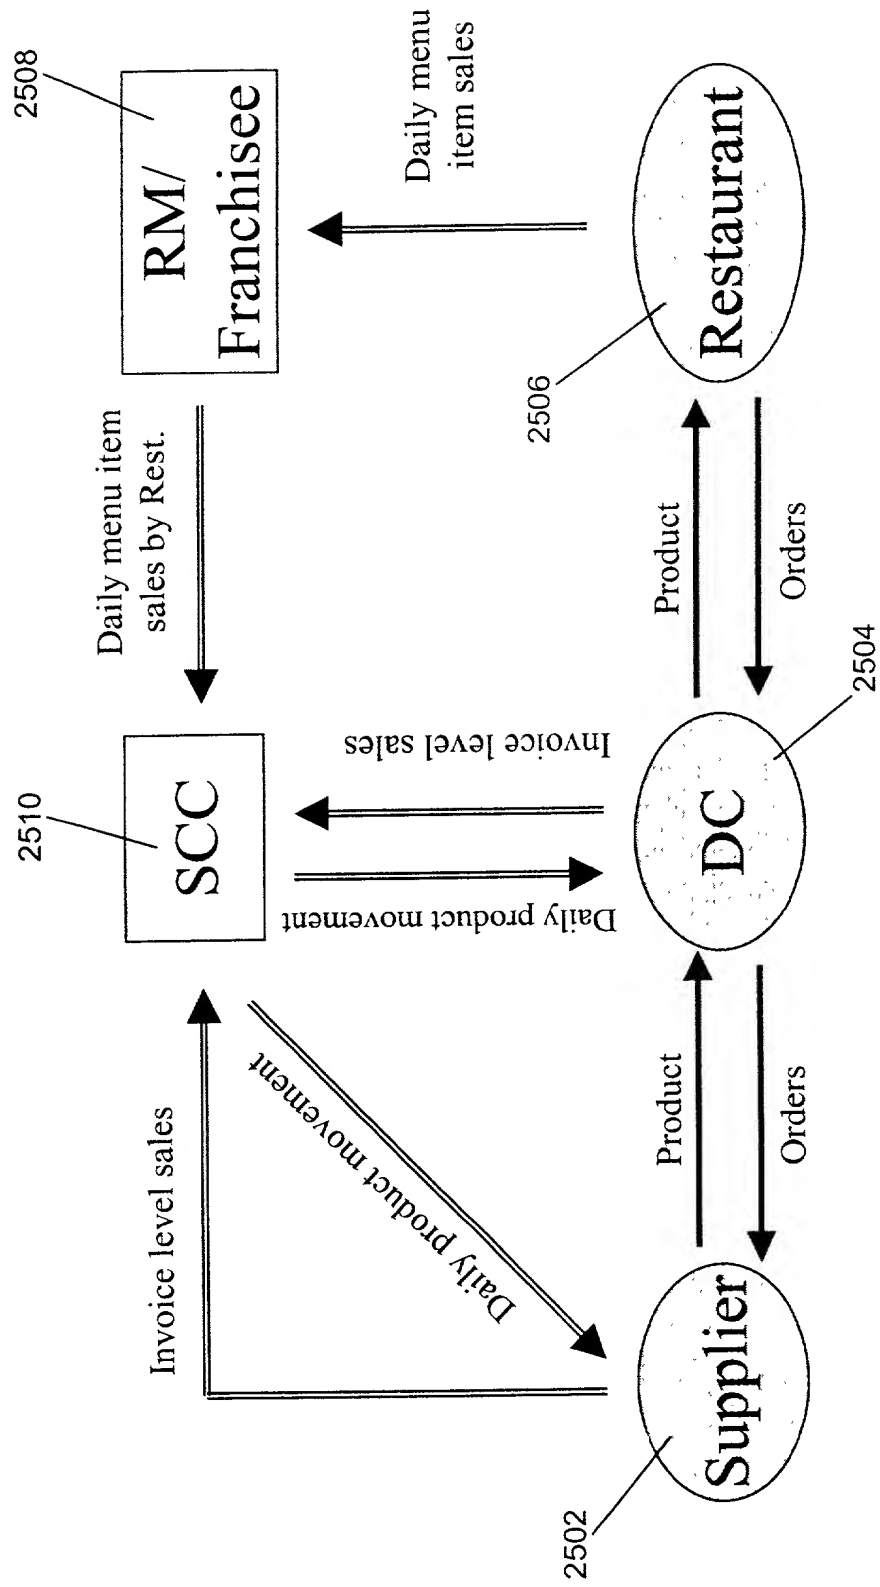 2510
2508
SCC
RM/
Franchisee
Invoice level sales
Daily menu item
sales by Rest.
Daily product movement
Daily product movement
Invoice level sales
Daily menu
item sales
2502
Supplier
Product
Orders
DC
2504
Product
Orders
2506
Restaurant